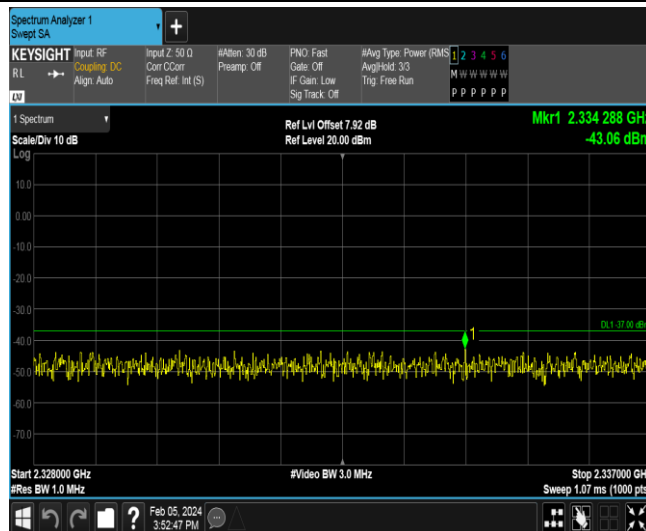 Spectrum Analyzer 1
Swept SA
+
KEYSIGHT
RL
Input: RF
Coupling: DC
Align: Auto
Input Z: 50 Ω
Corr CCorr
Freq Ref: Int (S)
#Atten: 30 dB
Preamp: Off
PNO: Fast
Gate: Off
IF Gain: Low
Sig Track: Off
#Avg Type: Power (RMS
Avg|Hold: 3/3
Trig: Free Run
1 2 3 4 5 6
M W W W W W
P P P P P P
LXI
1 Spectrum
Scale/Div 10 dB
Ref Lvl Offset 7.92 dB
Ref Level 20.00 dBm
Mkr1 2.334 288 GHz
-43.06 dBm
Log
10.0
0.00
-10.0
-20.0
-30.0
DL1 -37.00 dBm
1
-40.0
-50.0
-60.0
-70.0
Start 2.328000 GHz
#Res BW 1.0 MHz
#Video BW 3.0 MHz
Stop 2.337000 GHz
Sweep 1.07 ms (1000 pts
?
Feb 05, 2024
3:52:47 PM